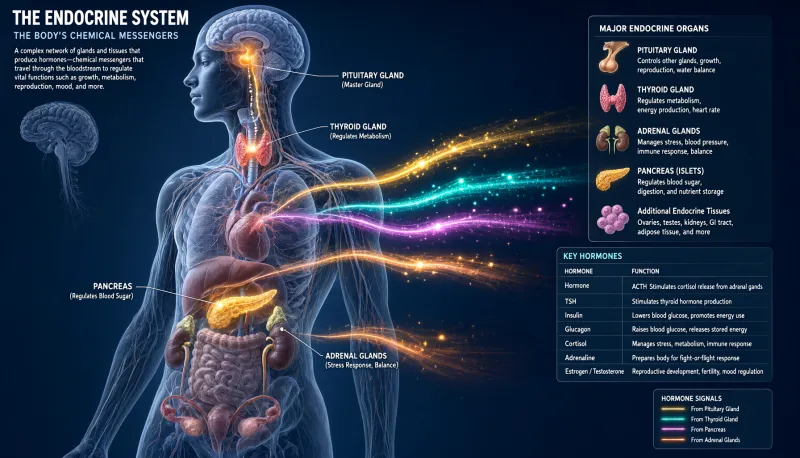 THE ENDOCRINE SYSTEM
THE BODY'S CHEMICAL MESSENGERS
A complex network of glands and tissues that
produce hormones—chemical messengers that
travel through the bloodstream to regulate
vital functions such as growth, metabolism,
reproduction, mood, and more.
PITUITARY GLAND
(Master Gland)
THYROID GLAND
(Regulates Metabolism)
PANCREAS
(Regulates Blood Sugar)
ADRENAL GLANDS
(Stress Response, Balance)
MAJOR ENDOCRINE ORGANS
PITUITARY GLAND
Controls other glands, growth,
reproduction, water balance
THYROID GLAND
Regulates metabolism,
energy production, heart rate
ADRENAL GLANDS
Manages stress, blood pressure,
immune response, balance
PANCREAS (ISLETS)
Regulates blood sugar,
digestion, and nutrient storage
Additional Endocrine Tissues
Ovaries, testes, kidneys, GI tract,
adipose tissue, and more
KEY HORMONES
HORMONE FUNCTION
Hormone ACTH Stimulates cortisol release from adrenal gands
TSH Stimulates thyroid hormone production
Insulin Lowers blood glucose, promotes energy use
Glucagon Raises blood glucose, releases stored energy
Cortisol Manages stress, metabolism, immune response
Adrenaline Prepares body for fight-or-flight response
Estrogen / Testosterone Reproductive development, fertility, mood regulation
HORMONE SIGNALS
From Pituitary Gland
From Thyroid Gland
From Pancreas
From Adrenal Glands